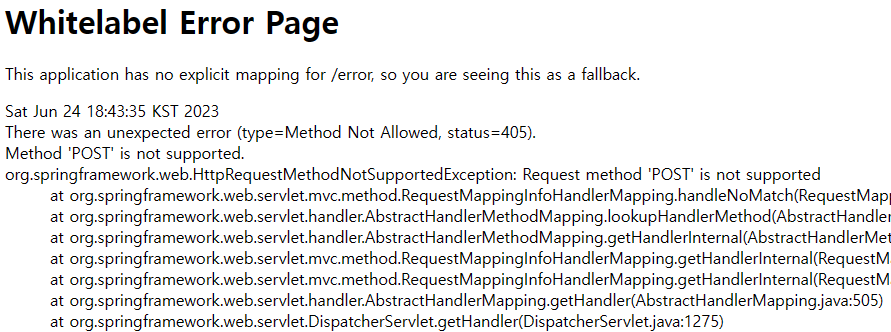 Whitelabel Error Page
This application has no explicit mapping for /error, so you are seeing this as a fallback.
Sat Jun 24 18:43:35 KST 2023
There was an unexpected error (type=Method Not Allowed, status=405).
Method 'POST' is not supported.
org.springframework.web.HttpRequestMethodNotSupportedException: Request method 'POST' is not supported
at org.springframework.web.servlet.mvc.method.RequestMappingInfoHandlerMapping.handleNoMatch(RequestMapp
at org.springframework.web.servlet.handler.AbstractHandlerMethodMapping.lookupHandlerMethod(AbstractHandler
at org.springframework.web.servlet.handler.AbstractHandlerMethodMapping.getHandlerInternal(AbstractHandlerMet
at org.springframework.web.servlet.mvc.method.RequestMappingInfoHandlerMapping.getHandlerInternal(RequestM
at org.springframework.web.servlet.mvc.method.RequestMappingInfoHandlerMapping.getHandlerInternal(RequestM
at org.springframework.web.servlet.handler.AbstractHandlerMapping.getHandler(AbstractHandlerMapping.java:505)
at org.springframework.web.servlet.DispatcherServlet.getHandler(DispatcherServlet.java:1275)